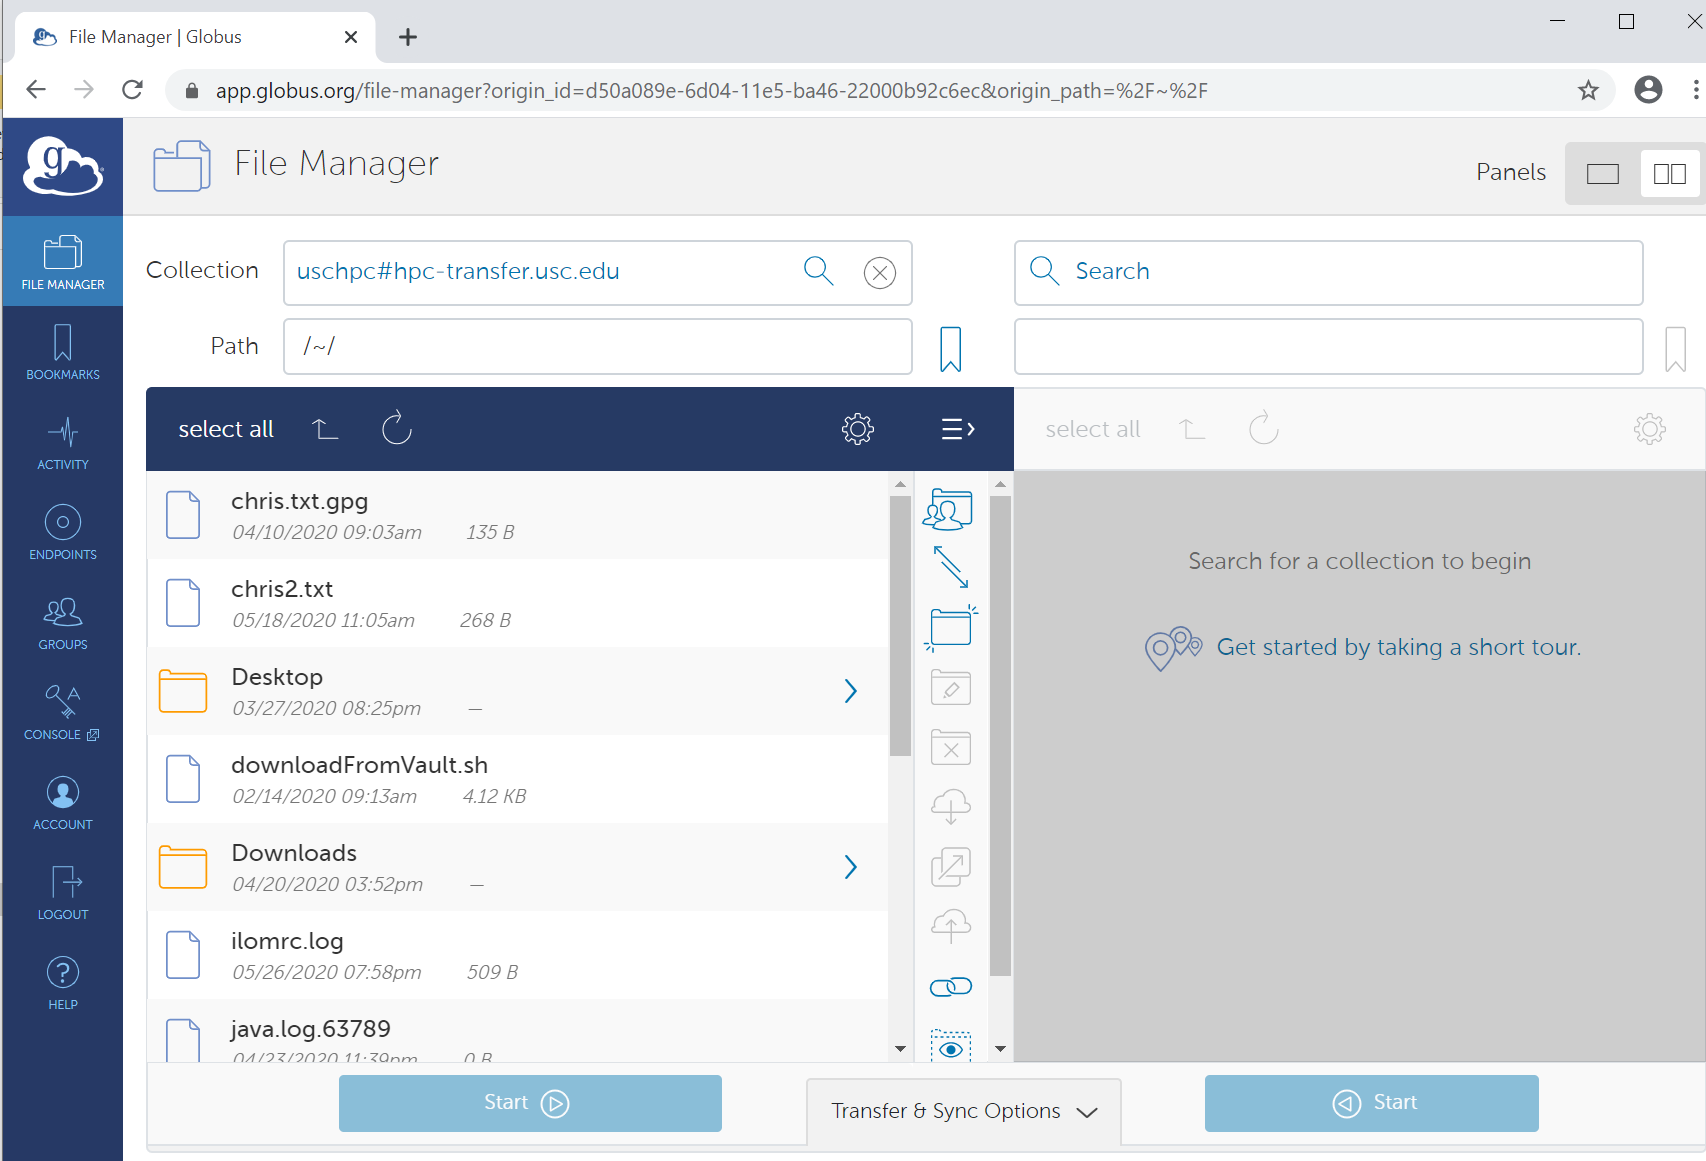 File Manager | Globus
app.globus.org/file-manager?origin_id=d50a089e-6d04-11e5-ba46-22000b92c6ec&origin_path=%2F~%2F
g
File Manager
Panels
FILE MANAGER
BOOKMARKS
ACTIVITY
ENDPOINTS
GROUPS
CONSOLE
ACCOUNT
LOGOUT
HELP
Collection
uschpc#hpc-transfer.usc.edu
Search
Path
/~/
select all
select all
chris.txt.gpg
04/10/2020 09:03am 135 B
chris2.txt
05/18/2020 11:05am 268 B
Desktop
03/27/2020 08:25pm —
downloadFromVault.sh
02/14/2020 09:13am 4.12 KB
Downloads
04/20/2020 03:52pm —
ilomrc.log
05/26/2020 07:58pm 509 B
java.log.63789
04/23/2020 11:39pm 0 B
Search for a collection to begin
Get started by taking a short tour.
Start
Transfer & Sync Options
Start